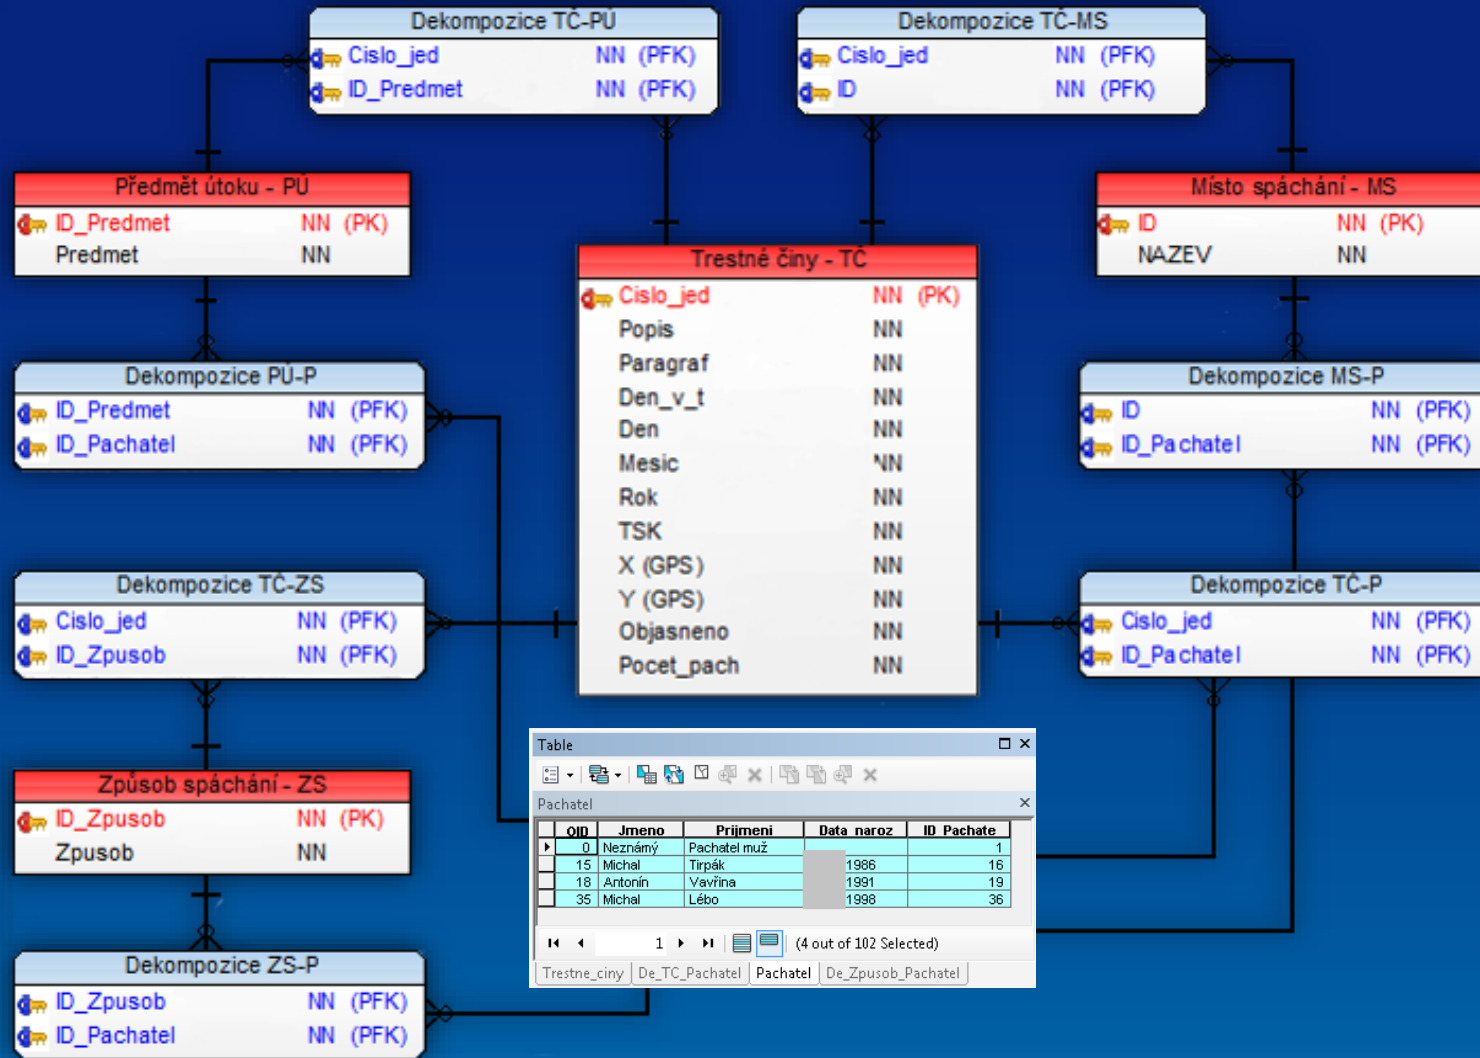 Dekompozice TČ-PÚ
Cislo_jed NN (PFK)
ID_Predmet NN (PFK)
Dekompozice TČ-MS
Cislo_jed NN (PFK)
ID NN (PFK)
Předmět útoku - PÚ
ID_Predmet NN (PK)
Predmet NN
Místo spáchání - MS
ID NN (PK)
NAZEV NN
Trestné činy - TČ
Cislo_jed NN (PK)
Popis NN
Paragraf NN
Den_v_t NN
Den NN
Mesic NN
Rok NN
TSK NN
X (GPS) NN
Y (GPS) NN
Objasneno NN
Pocet_pach NN
Dekompozice PÚ-P
ID_Predmet NN (PFK)
ID_Pachatel NN (PFK)
Dekompozice MS-P
ID NN (PFK)
ID_Pachatel NN (PFK)
Dekompozice TČ-ZS
Cislo_jed NN (PFK)
ID_Zpusob NN (PFK)
Dekompozice TČ-P
Cislo_jed NN (PFK)
ID_Pachatel NN (PFK)
Způsob spáchání - ZS
ID_Zpusob NN (PK)
Zpusob NN
Dekompozice ZS-P
ID_Zpusob NN (PFK)
ID_Pachatel NN (PFK)
Table
Pachatel
OID Jmeno Prijmeni Data_naroz ID_Pachate
0 Neznámý Pachatel muž 1
15 Michal Tirpák 1986 16
18 Antonín Vavřina 1991 19
35 Michal Lébo 1998 36
1 (4 out of 102 Selected)
Trestne_ciny De_TC_Pachatel Pachatel De_Zpusob_Pachatel